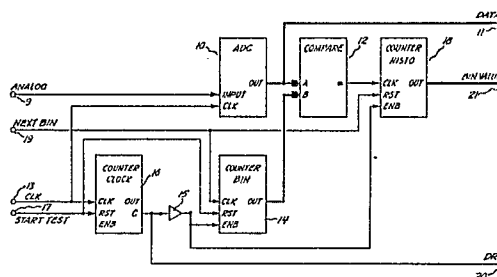 DATA
11
10
ADC
COMPARE
12
COUNTER
HISTO
18
ANALOG
9
INPUT
CLK
OUT
A
B
=
CLK
RST
ENB
OUT
BIN VALU
21
NEXT BIN
19
13
CLK
17
START TEST
COUNTER
CLOCK
16
CLK OUT
RST C
ENB
15
COUNTER
BIN
CLK OUT
RST
ENB
14
DR
20